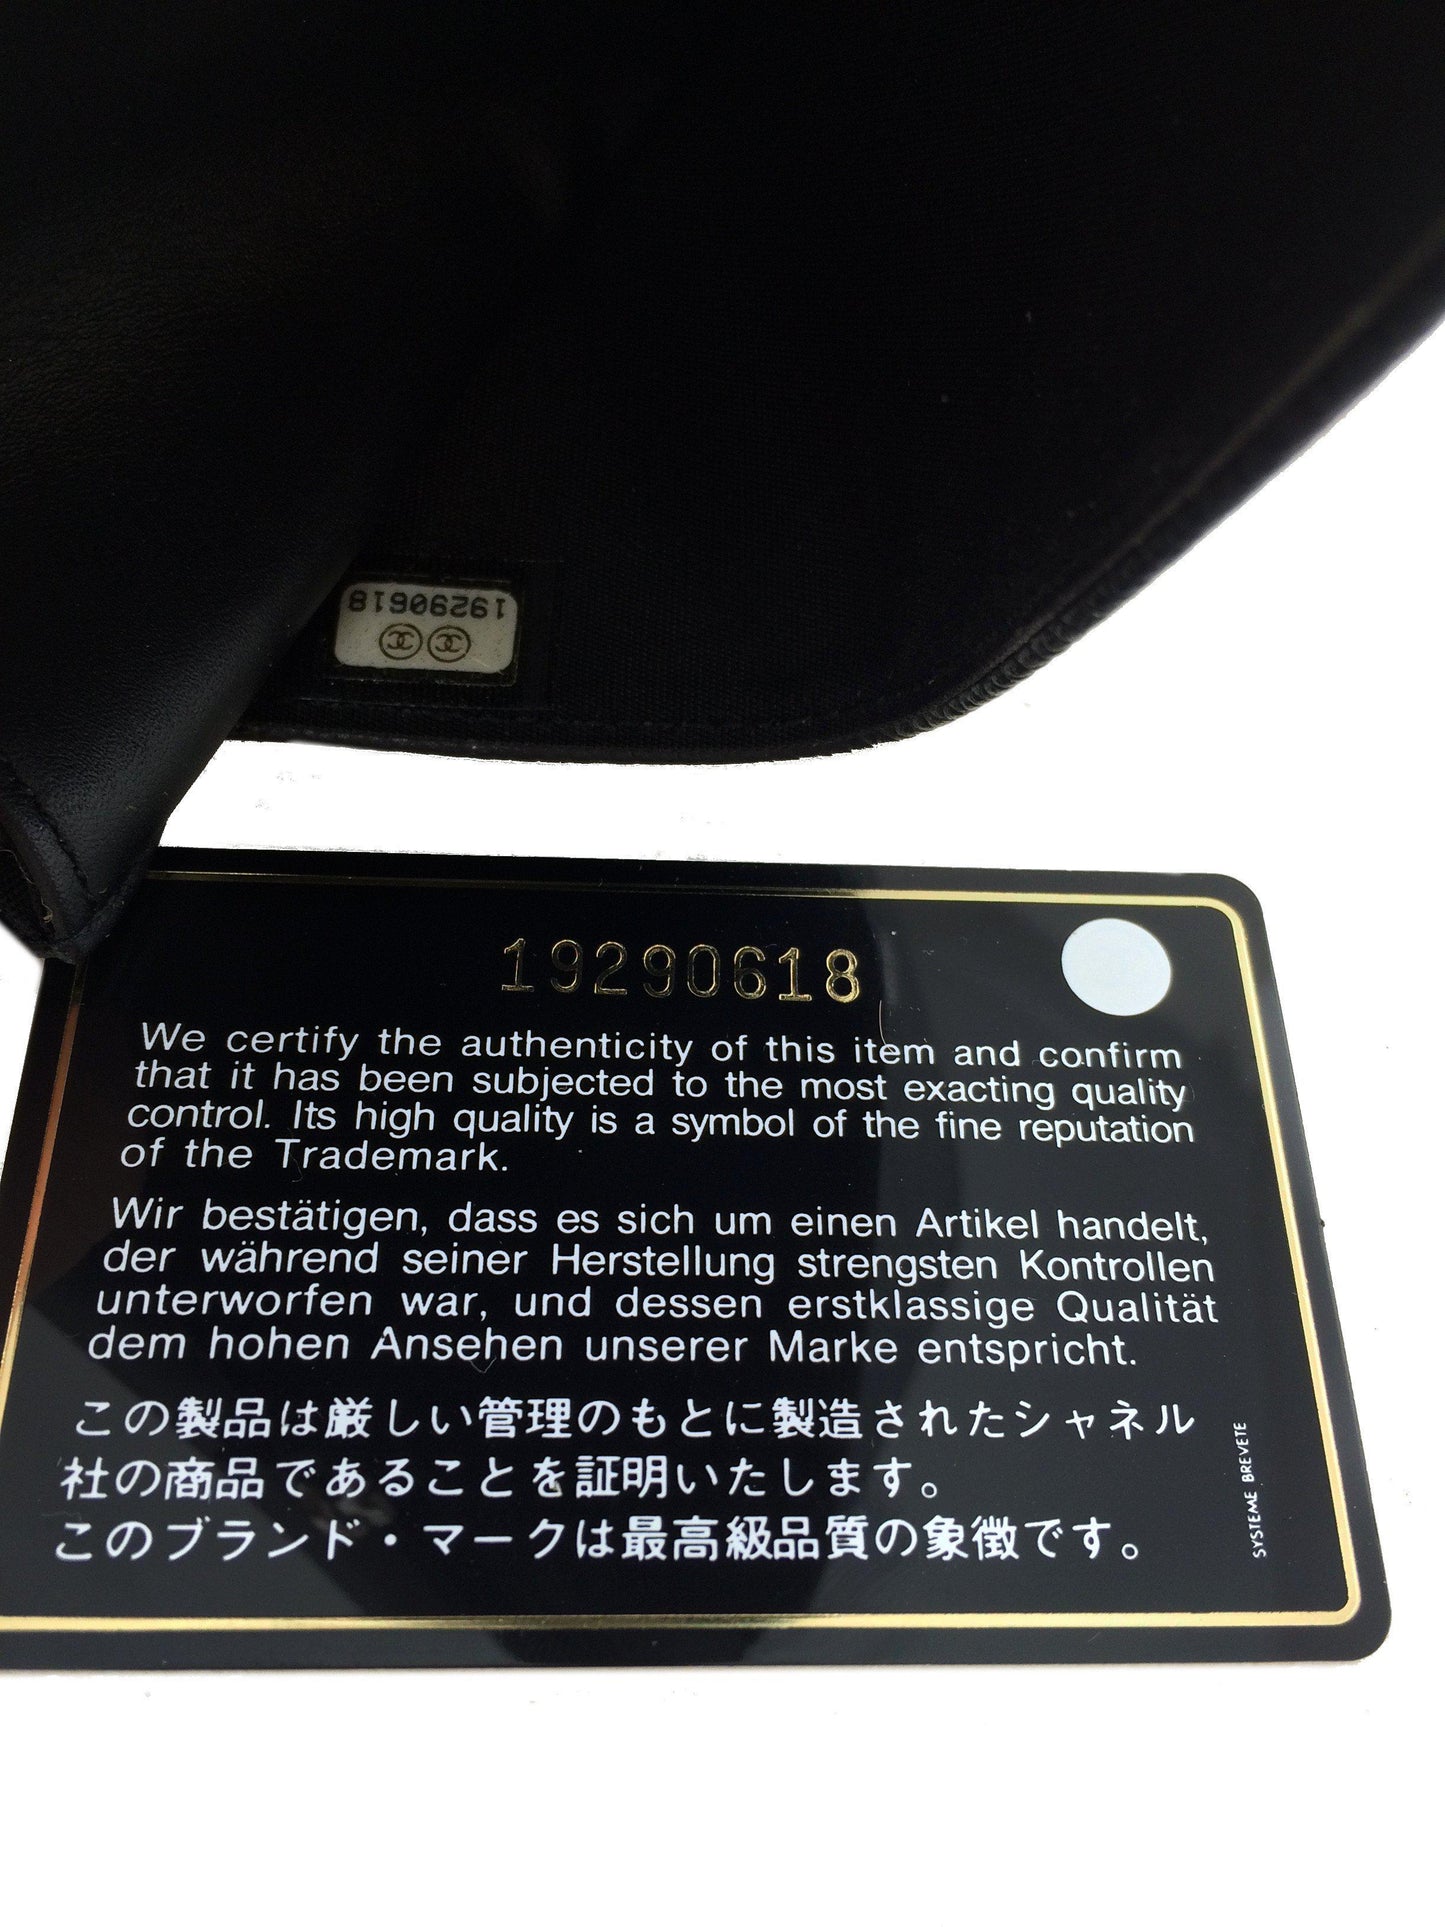 19290618
19290618
We certify the authenticity of this item and confirm
that it has been subjected to the most exacting quality
control. Its high quality is a symbol of the fine reputation
of the Trademark.
Wir bestätigen, dass es sich um einen Artikel handelt,
der während seiner Herstellung strengsten Kontrollen
unterworfen war, und dessen erstklassige Qualität
dem hohen Ansehen unserer Marke entspricht.
この製品は厳しい管理のもとに製造されたシャネル
社の商品であることを証明いたします。
このブランド・マークは最高級品質の象徴です。
SYSTEME BREVETE